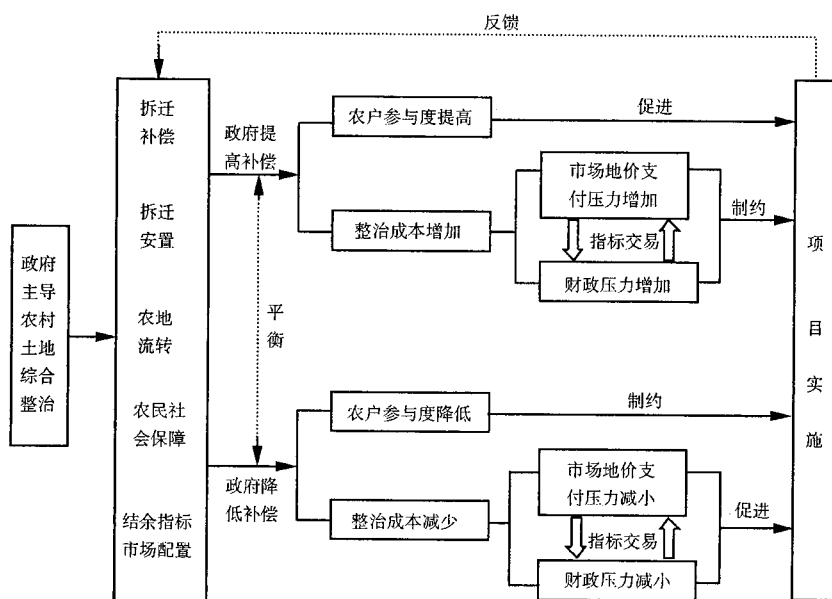 反馈
政府
主导
农村
土地
综合
整治
拆迁
补偿
拆迁
安置
农地
流转
农民社
会保障
结余指标
市场配置
政府提
高补偿
平
衡
政府降
低补偿
农户参与度提高
促进
整治成本增加
市场地价支
付压力增加
指标交易
财政压力增加
制约
农户参与度降低
制约
整治成本减少
市场地价支
付压力减小
指标交易
财政压力减小
促进
项
目
实
施